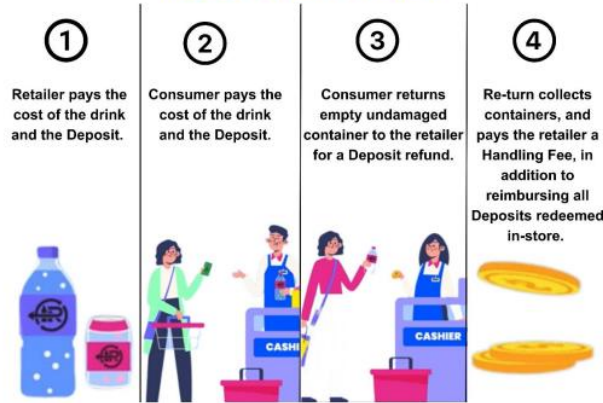 1
Retailer pays the
cost of the drink
and the Deposit.
2
Consumer pays the
cost of the drink
and the Deposit.
CASHI
3
Consumer returns
empty undamaged
container to the retailer
for a Deposit refund.
CASHIER
4
Re-turn collects
containers, and
pays the retailer a
Handling Fee, in
addition to
reimbursing all
Deposits redeemed
in-store.